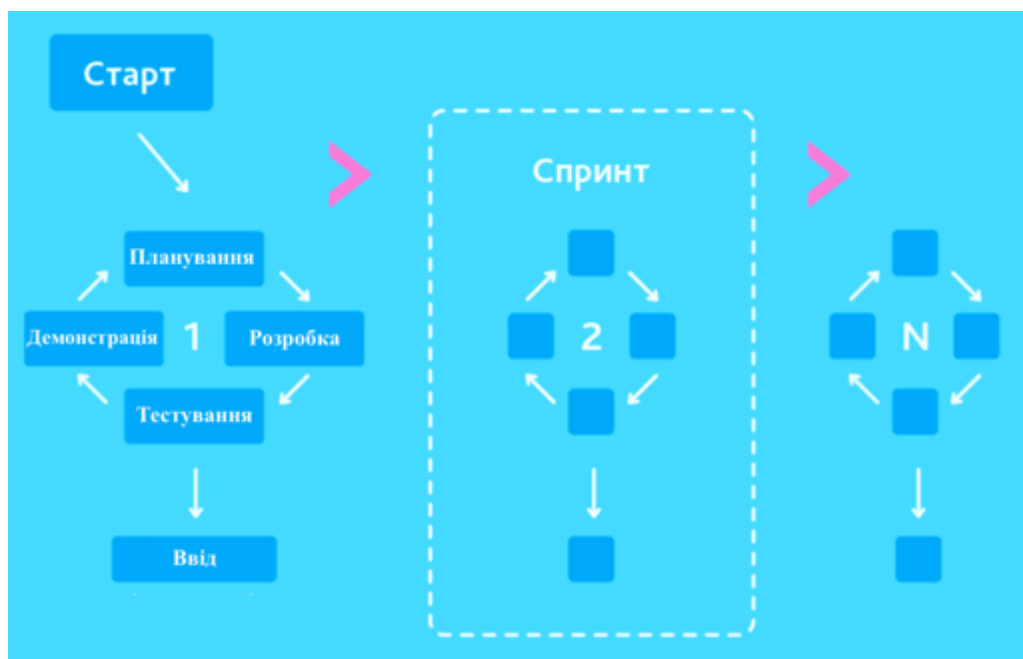 Старт
Спринт
Планування
Демонстрація
1
Розробка
2
N
Тестування
Ввід